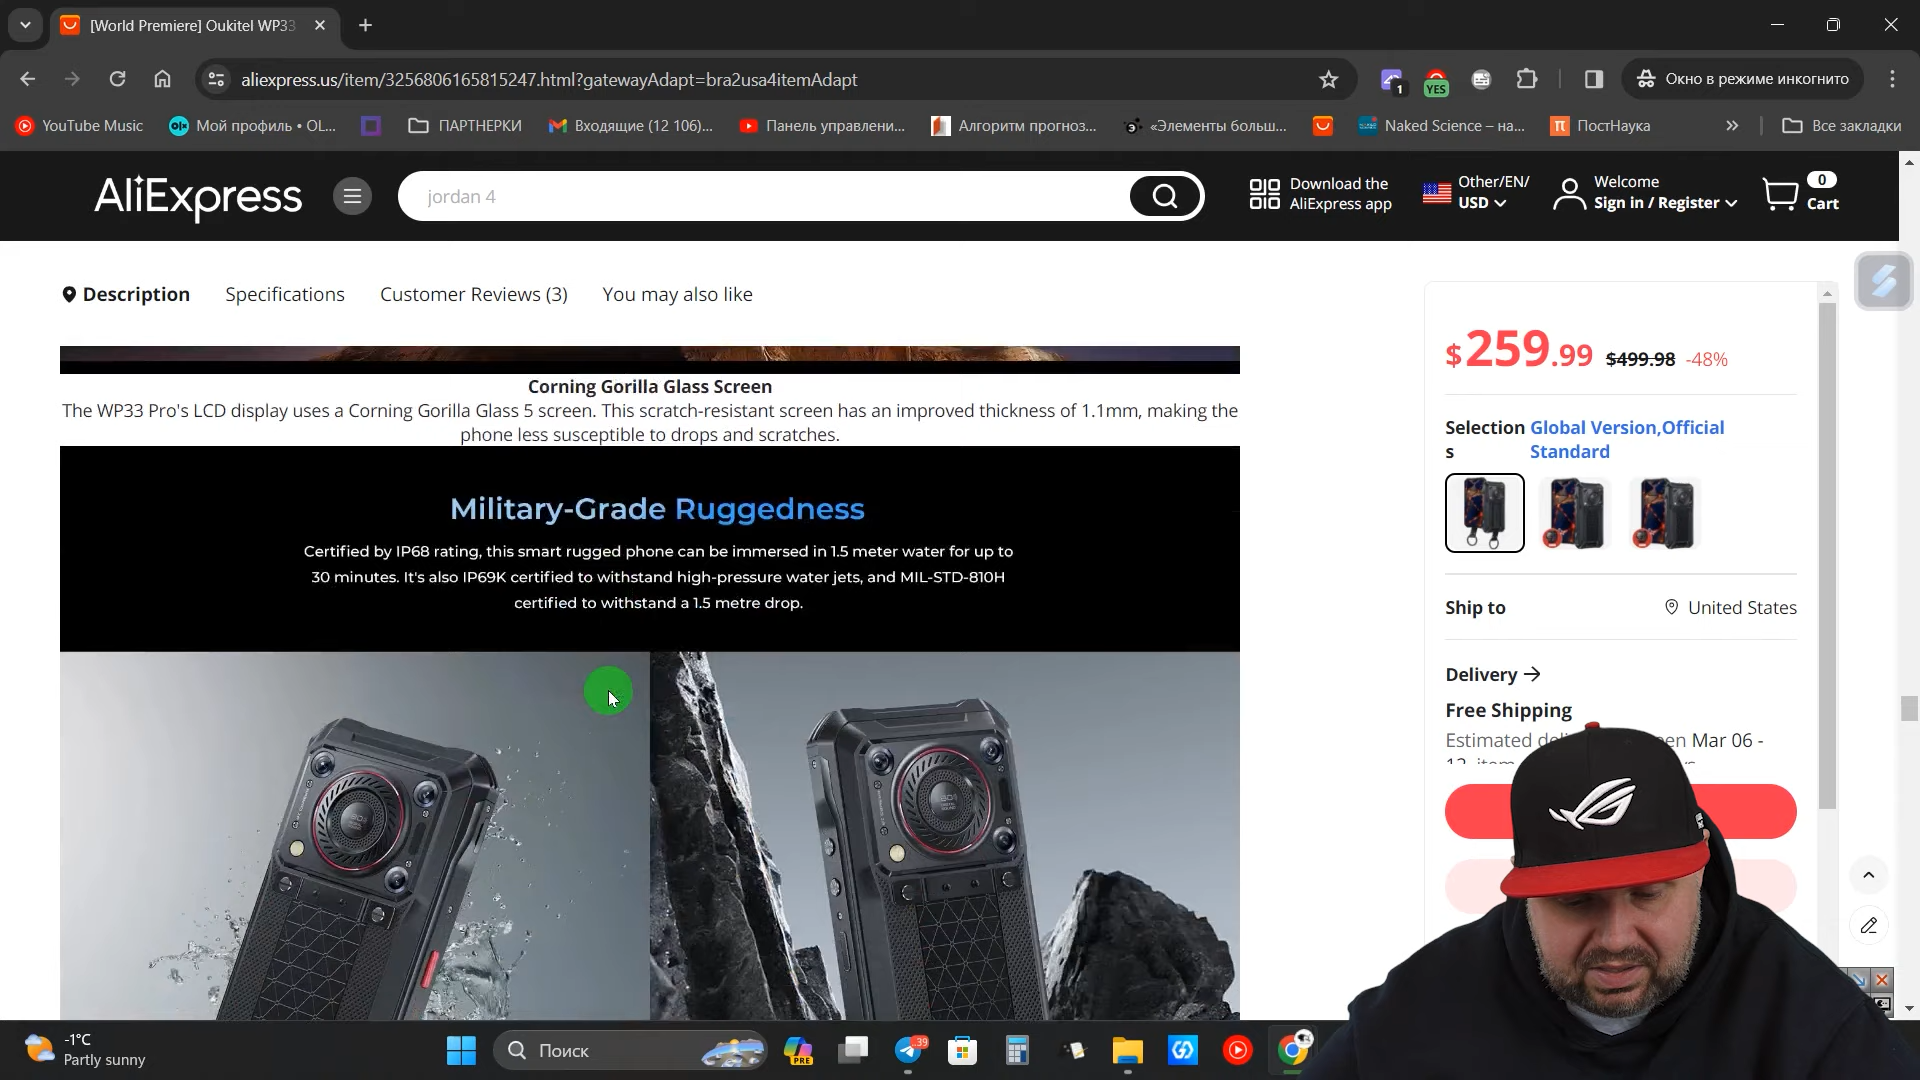 [World Premiere] Oukitel WP33
aliexpress.us/item/3256806165815247.html?gatewayAdapt=bra2usa4itemAdapt
1
YES
Окно в режиме инкогнито
YouTube Music
Мой профиль • OL...
ПАРТНЕРКИ
Входящие (12 106)...
Панель управлени...
Алгоритм прогноз...
«Элементы больш...
Naked Science – на...
ПостНаука
»
Все закладки
AliExpress
jordan 4
Download the
AliExpress app
Other/EN/
USD
Welcome
Sign in / Register
0
Cart
Description
Specifications
Customer Reviews (3)
You may also like
Corning Gorilla Glass Screen
The WP33 Pro's LCD display uses a Corning Gorilla Glass 5 screen. This scratch-resistant screen has an improved thickness of 1.1mm, making the
phone less susceptible to drops and scratches.
Military-Grade Ruggedness
Certified by IP68 rating, this smart rugged phone can be immersed in 1.5 meter water for up to
30 minutes. It's also IP69K certified to withstand high-pressure water jets, and MIL-STD-810H
certified to withstand a 1.5 metre drop.
$259.99 $499.98 -48%
Selection Global Version,Official
s Standard
Ship to
United States
Delivery
Free Shipping
Estimated Mar 06 -
-1°C
Partly sunny
Поиск
PRE
39